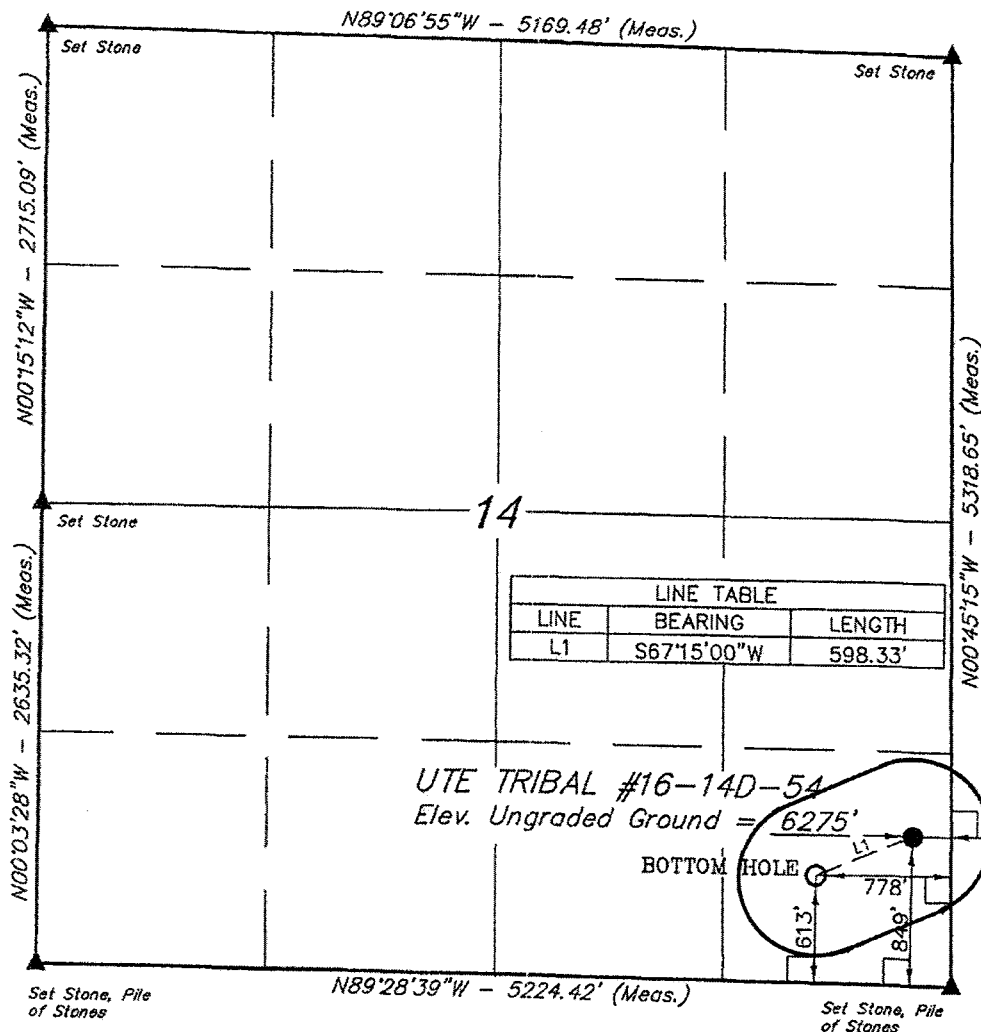 N89°06'55"W - 5169.48' (Meas.)
Set Stone
Set Stone
N00°15'12"W - 2715.09' (Meas.)
N00°45'15"W - 5318.65' (Meas.)
Set Stone
14
LINE TABLE
LINE BEARING LENGTH
L1 S67°15'00"W 598.33'
N00°03'28"W - 2635.32' (Meas.)
UTE TRIBAL #16-14D-54
Elev. Ungraded Ground = 6275'
L1
BOTTOM HOLE
778'
613'
849'
Set Stone, Pile
of Stones
N89°28'39"W - 5224.42' (Meas.)
Set Stone, Pile
of Stones